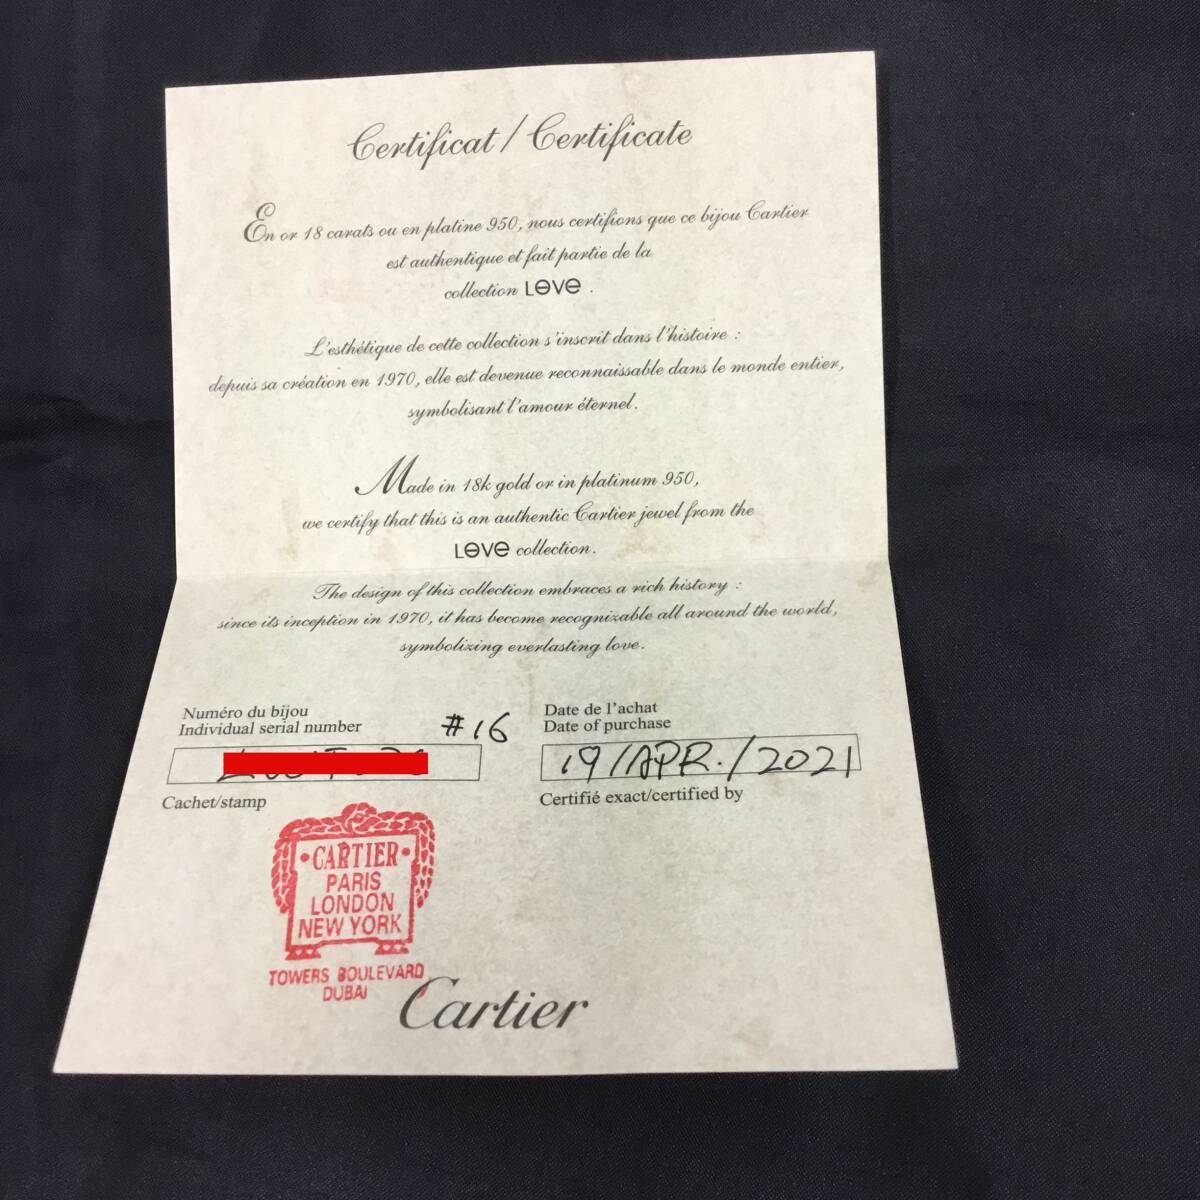 Certificat / Certificate
En or 18 carats ou en platine 950, nous certifions que ce bijou Cartier
est authentique et fait partie de la
collection LOVE .
L'esthétique de cette collection s'inscrit dans l'histoire :
depuis sa création en 1970, elle est devenue reconnaissable dans le monde entier,
symbolisant l'amour éternel.
Made in 18k gold or in platinum 950,
we certify that this is an authentic Cartier jewel from the
LOVE collection.
The design of this collection embraces a rich history :
since its inception in 1970, it has become recognizable all around the world,
symbolizing everlasting love.
Numéro du bijou
Individual serial number
#16
Date de l'achat
Date of purchase
19/APR./2021
Cachet/stamp
Certifié exact/certified by
•CARTIER•
PARIS
LONDON
NEW YORK
TOWERS BOULEVARD
DUBAI
Cartier